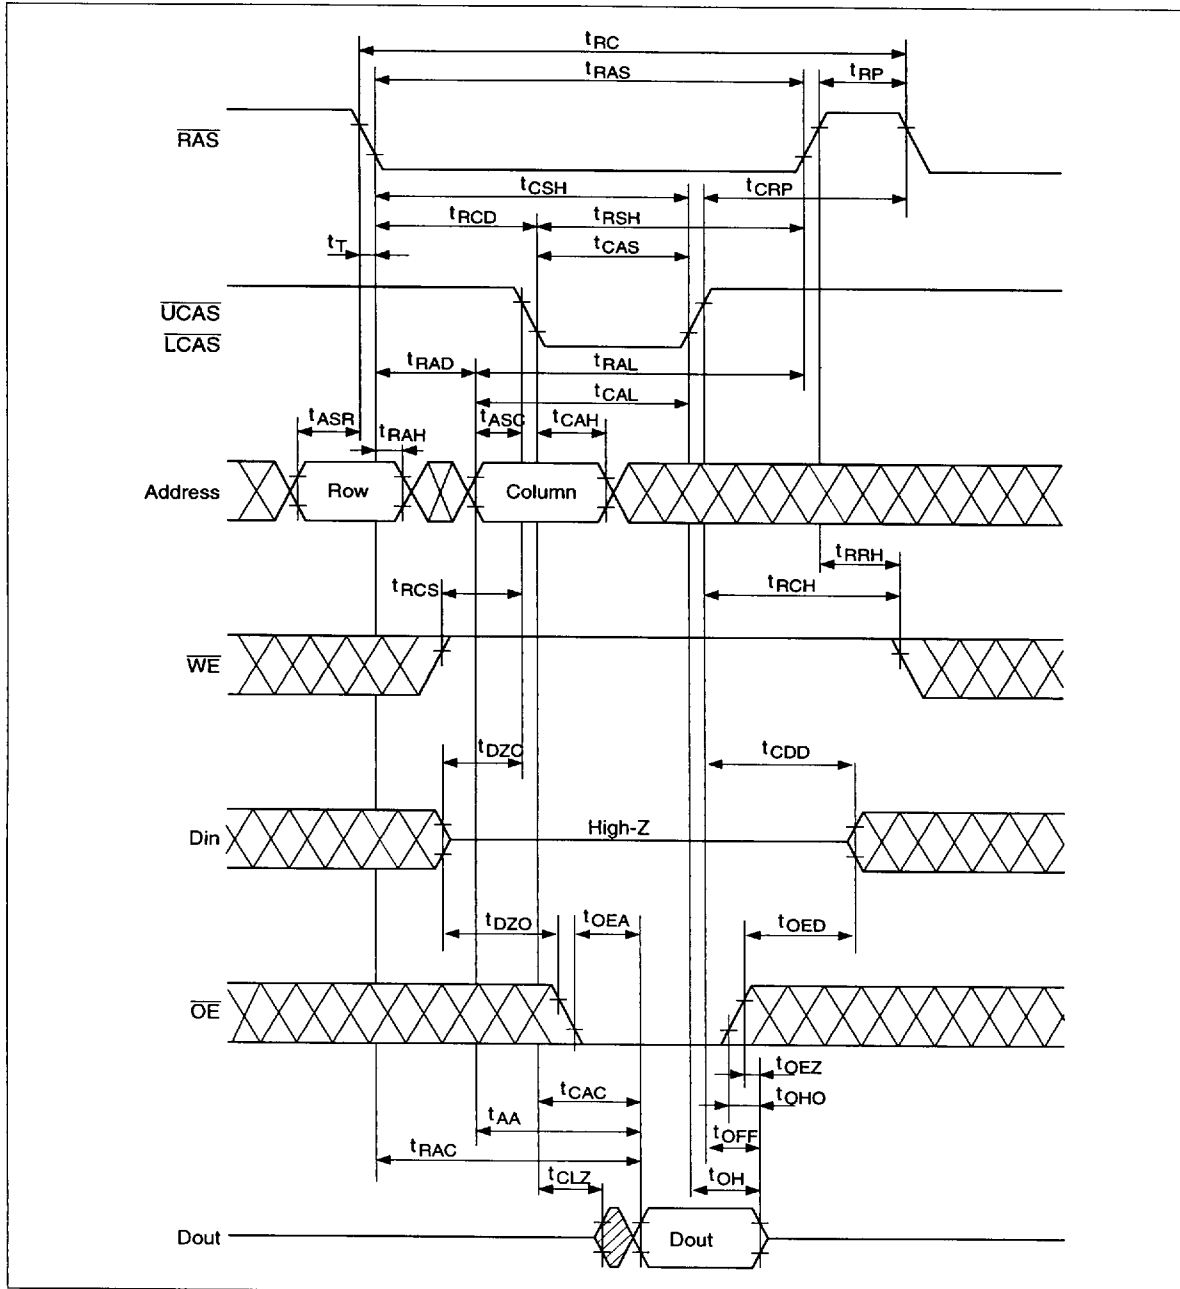 tRC
tRAS
tRP
RAS
tCSH
tCRP
tRCD
tRSH
tT
tCAS
UCAS
LCAS
tRAD
tRAL
tCAL
tASR
tASC
tCAH
tRAH
Address
Row
Column
tRRH
tRCS
tRCH
WE
tDZC
tCDD
Din
High-Z
tDZO
tOEA
tOED
OE
tOEZ
tCAC
tOHO
tAA
tOFF
tRAC
tCLZ
tOH
Dout
Dout